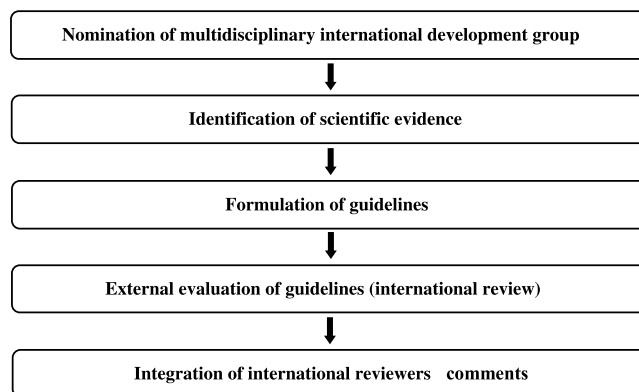 Nomination of multidisciplinary international development group
Identification of scientific evidence
Formulation of guidelines
External evaluation of guidelines (international review)
Integration of international reviewers comments